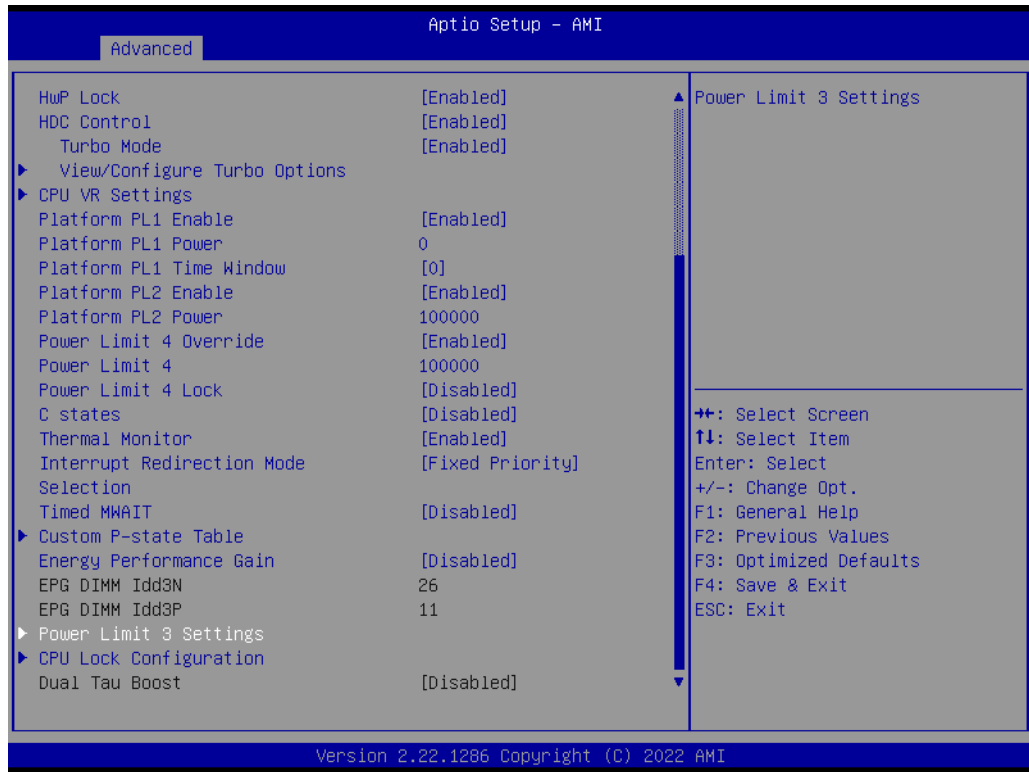 Aptio Setup – AMI
Advanced
HwP Lock [Enabled]
HDC Control [Enabled]
Turbo Mode [Enabled]
View/Configure Turbo Options
CPU VR Settings
Platform PL1 Enable [Enabled]
Platform PL1 Power 0
Platform PL1 Time Window [0]
Platform PL2 Enable [Enabled]
Platform PL2 Power 100000
Power Limit 4 Override [Enabled]
Power Limit 4 100000
Power Limit 4 Lock [Disabled]
C states [Disabled]
Thermal Monitor [Enabled]
Interrupt Redirection Mode [Fixed Priority]
Selection
Timed MWAIT [Disabled]
Custom P-state Table
Energy Performance Gain [Disabled]
EPG DIMM Idd3N 26
EPG DIMM Idd3P 11
Power Limit 3 Settings
CPU Lock Configuration
Dual Tau Boost [Disabled]
Power Limit 3 Settings
→←: Select Screen
↑↓: Select Item
Enter: Select
+/-: Change Opt.
F1: General Help
F2: Previous Values
F3: Optimized Defaults
F4: Save & Exit
ESC: Exit
Version 2.22.1286 Copyright (C) 2022 AMI